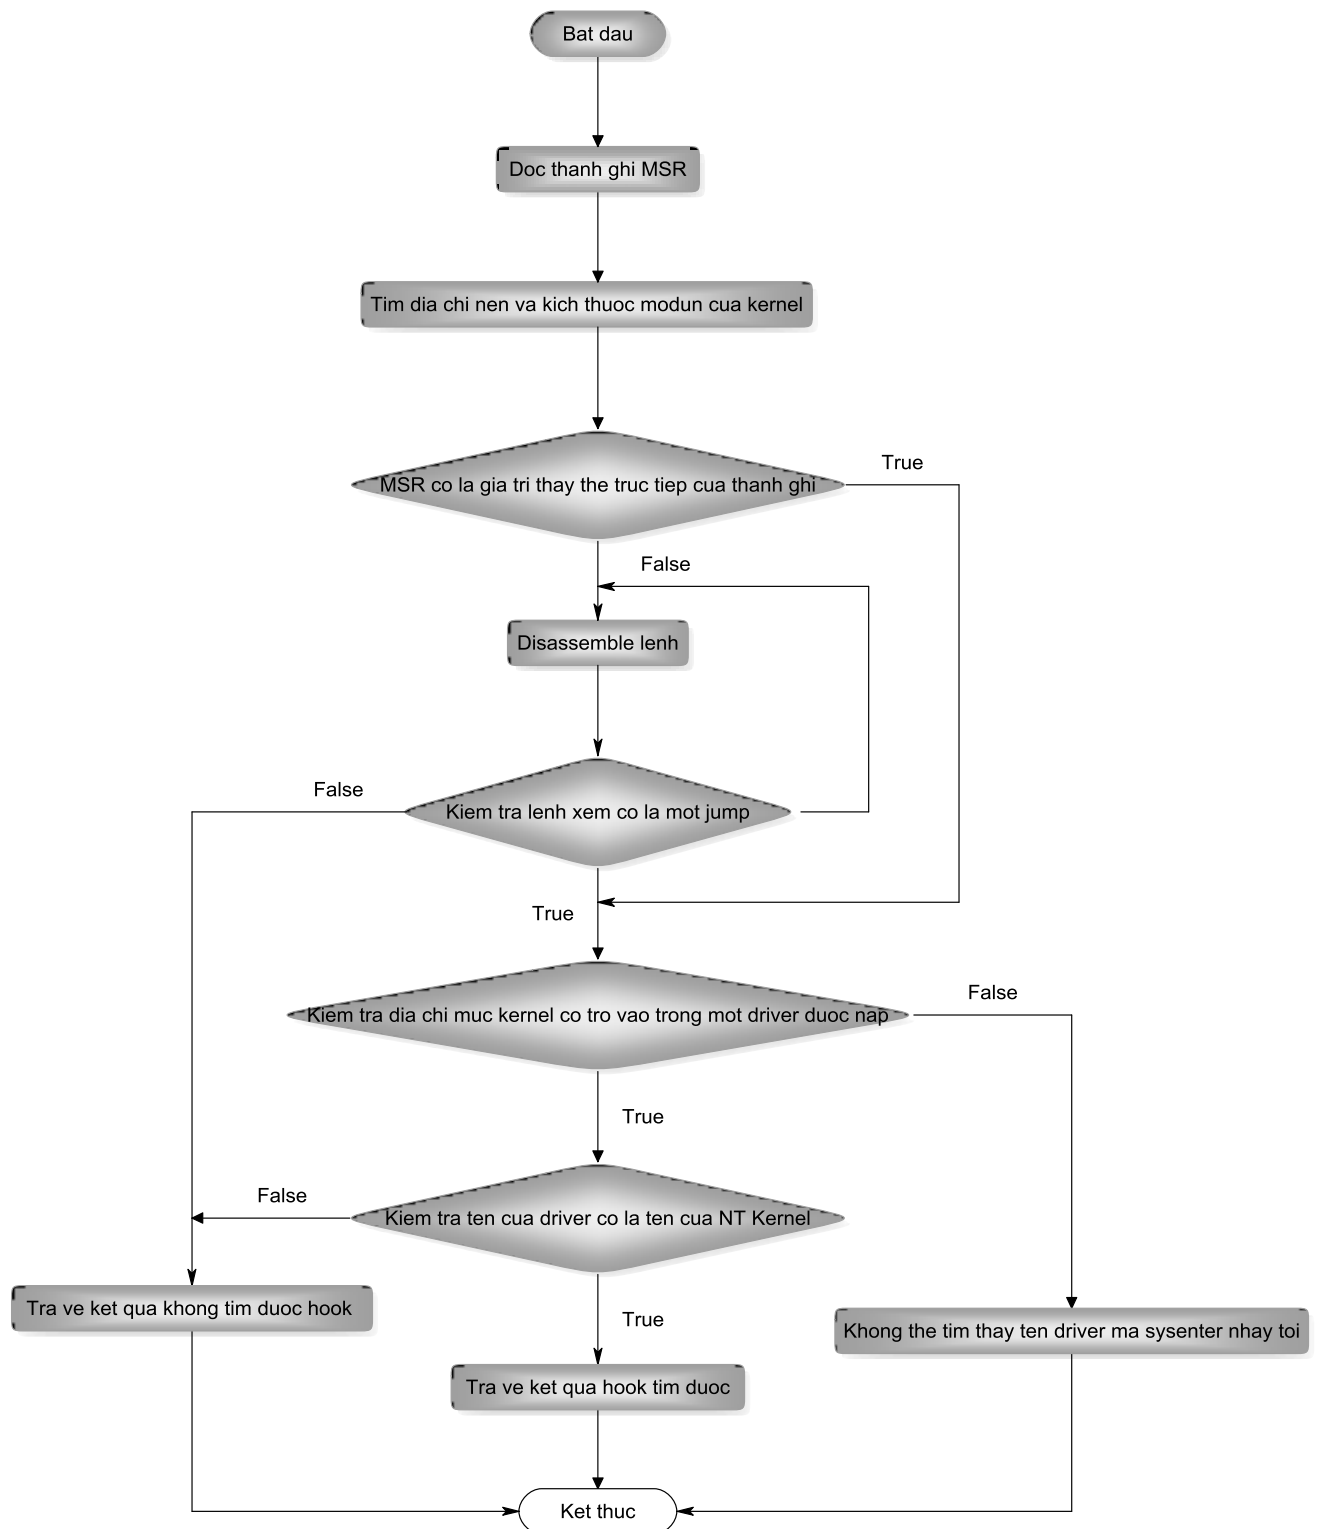 Bat dau
Doc thanh ghi MSR
Tim dia chi nen va kich thuoc modun cua kernel
True
MSR co la gia tri thay the truc tiep cua thanh ghi
False
Disassemble lenh
False
Kiem tra lenh xem co la mot jump
True
False
Kiem tra dia chi muc kernel co tro vao trong mot driver duoc nap
True
False
Kiem tra ten cua driver co la ten cua NT Kernel
Tra ve ket qua khong tim duoc hook
True
Khong the tim thay ten driver ma sysenter nhay toi
Tra ve ket qua hook tim duoc
Ket thuc